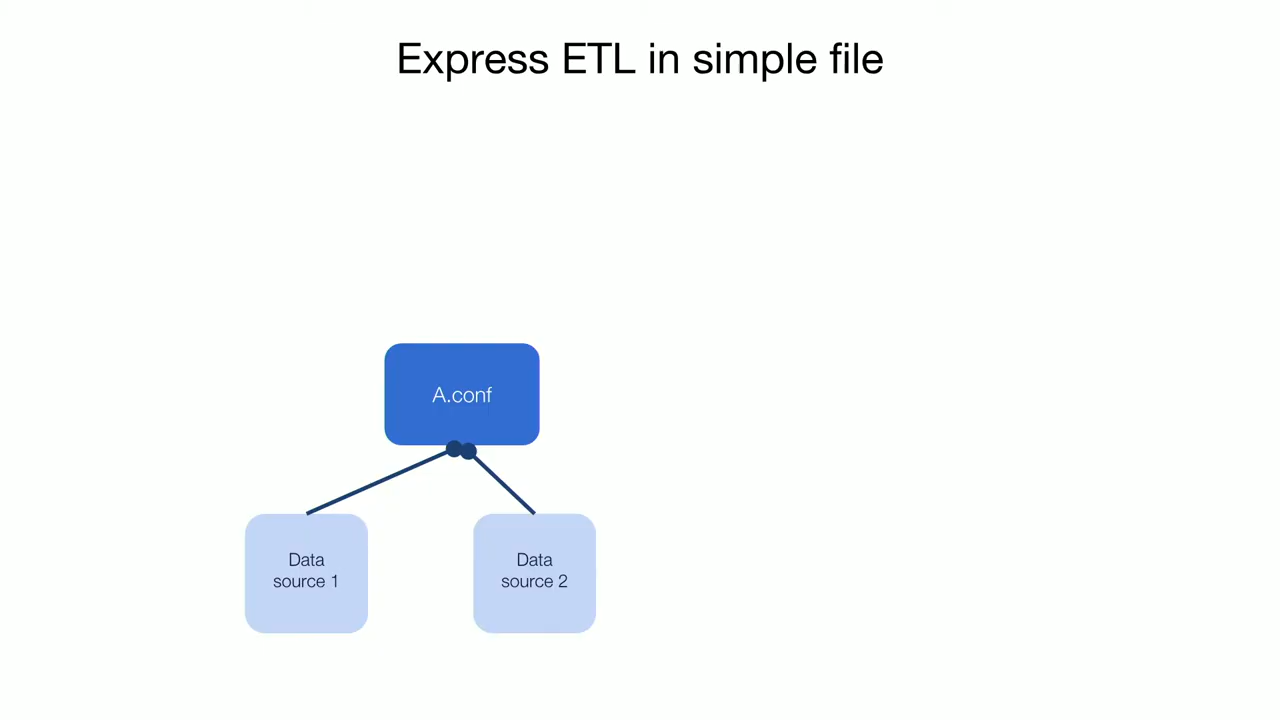 Express ETL in simple file
A.conf
Data
source 1
Data
source 2